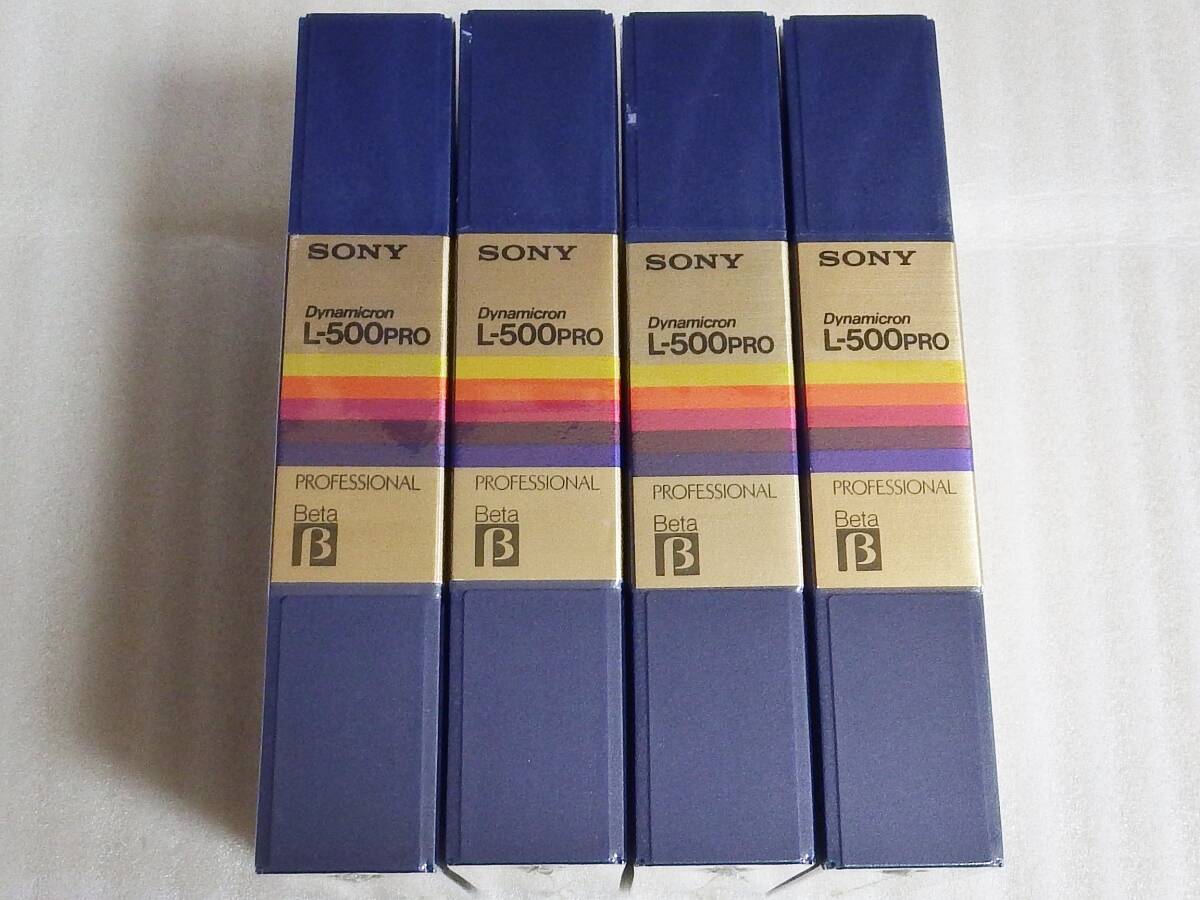 SONY
Dynamicron
L-500PRO
PROFESSIONAL
Beta
β
SONY
Dynamicron
L-500PRO
PROFESSIONAL
Beta
β
SONY
Dynamicron
L-500PRO
PROFESSIONAL
Beta
β
SONY
Dynamicron
L-500PRO
PROFESSIONAL
Beta
β